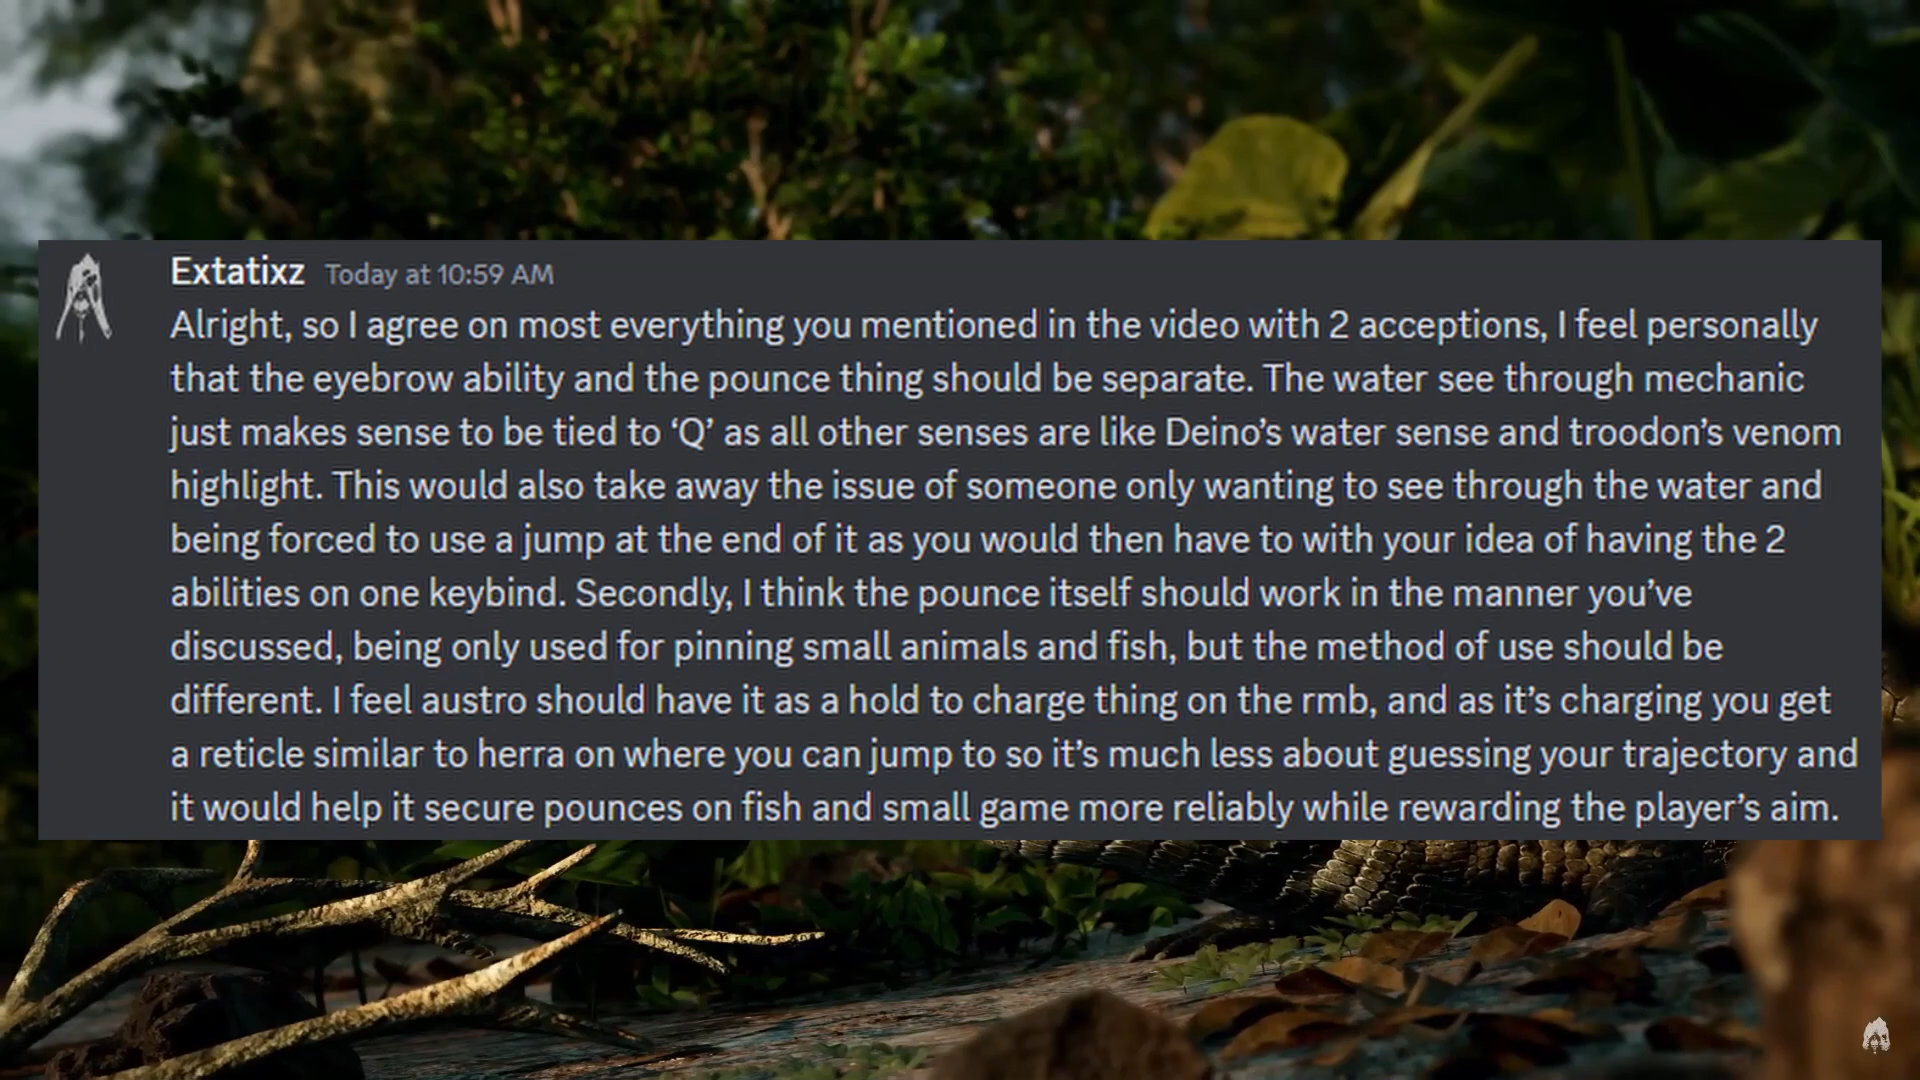 Extatixz Today at 10:59 AM
Alright, so I agree on most everything you mentioned in the video with 2 acceptions, I feel personally
that the eyebrow ability and the pounce thing should be separate. The water see through mechanic
just makes sense to be tied to ‘Q’ as all other senses are like Deino’s water sense and troodon’s venom
highlight. This would also take away the issue of someone only wanting to see through the water and
being forced to use a jump at the end of it as you would then have to with your idea of having the 2
abilities on one keybind. Secondly, I think the pounce itself should work in the manner you’ve
discussed, being only used for pinning small animals and fish, but the method of use should be
different. I feel austro should have it as a hold to charge thing on the rmb, and as it’s charging you get
a reticle similar to herra on where you can jump to so it’s much less about guessing your trajectory and
it would help it secure pounces on fish and small game more reliably while rewarding the player’s aim.